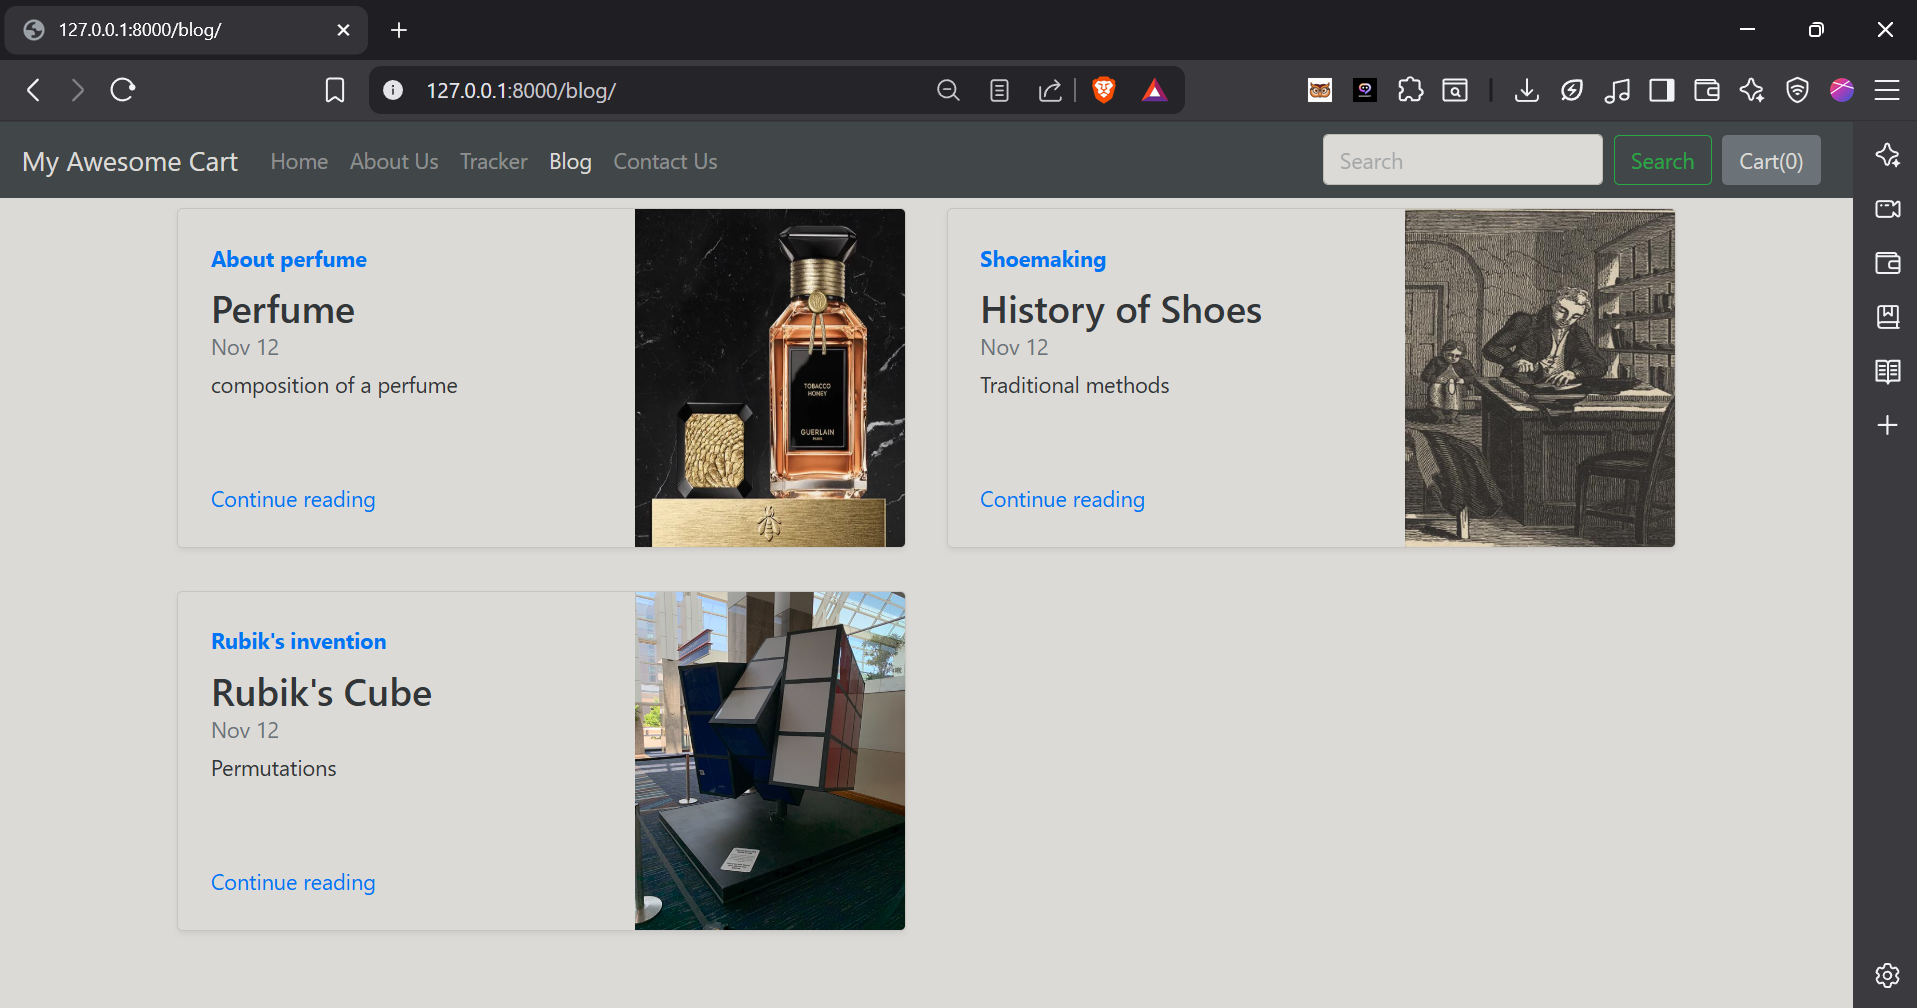 127.0.0.1:8000/blog/
127.0.0.1:8000/blog/
My Awesome Cart
Home
About Us
Tracker
Blog
Contact Us
Search
Search
Cart(0)
About perfume
Perfume
Nov 12
composition of a perfume
Continue reading
TOBACCO
HONEY
GUERLAIN
PARIS
Shoemaking
History of Shoes
Nov 12
Traditional methods
Continue reading
Rubik's invention
Rubik's Cube
Nov 12
Permutations
Continue reading